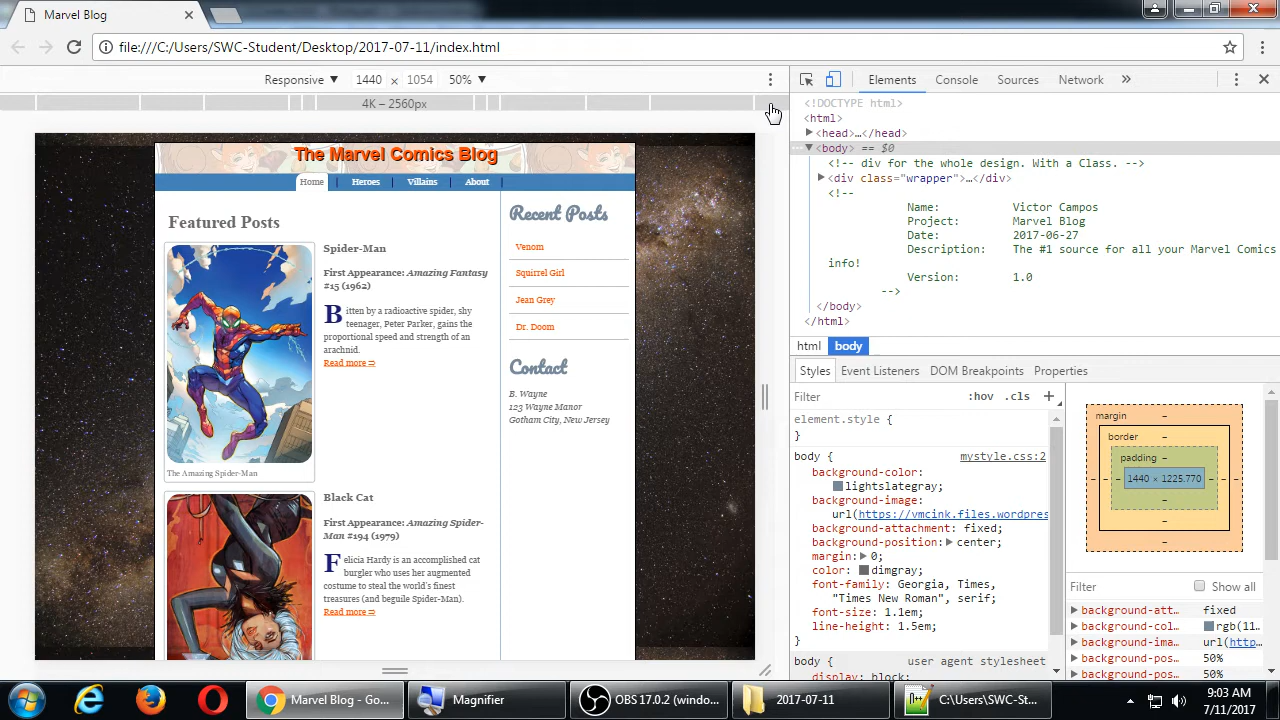 Marvel Blog
file:///C:/Users/SWC-Student/Desktop/2017-07-11/index.html
Responsive ▼ 1440 × 1054 50% ▼
4K – 2560px
The Marvel Comics Blog
Home | Heroes | Villains | About |
Featured Posts
Spider-Man
First Appearance: Amazing Fantasy
#15 (1962)
Bitten by a radioactive spider, shy
teenager, Peter Parker, gains the
proportional speed and strength of an
arachnid.
Read more ⇒
The Amazing Spider-Man
Black Cat
First Appearance: Amazing Spider-
Man #194 (1979)
Felicia Hardy is an accomplished cat
burgler who uses her augmented
costume to steal the world's finest
treasures (and beguile Spider-Man).
Read more ⇒
Recent Posts
Venom
Squirrel Girl
Jean Grey
Dr. Doom
Contact
B. Wayne
123 Wayne Manor
Gotham City, New Jersey
Elements Console Sources Network »
<!DOCTYPE html>
<html>
<head>…</head>
<body> == $0
<!-- div for the whole design. With a Class. -->
<div class="wrapper">…</div>
<!--
Name: Victor Campos
Project: Marvel Blog
Date: 2017-06-27
Description: The #1 source for all your Marvel Comics
info!
Version: 1.0
-->
</body>
</html>
html body
Styles Event Listeners DOM Breakpoints Properties
Filter :hov .cls +
element.style {
}
body { mystyle.css:2
background-color:
lightslategray;
background-image:
url(https://vmcink.files.wordpres
background-attachment: fixed;
background-position: center;
margin: 0;
color: dimgray;
font-family: Georgia, Times,
"Times New Roman", serif;
font-size: 1.1em;
line-height: 1.5em;
}
body { user agent stylesheet
display: block;
margin –
border –
padding –
1440 × 1225.770
Filter Show all
background-att… fixed
background-col… rgb(11…
background-ima… url(http…
background-pos… 50%
background-pos… 50%
Marvel Blog - Go...
Magnifier
OBS 17.0.2 (windo...
2017-07-11
C:\Users\SWC-St...
9:03 AM
7/11/2017